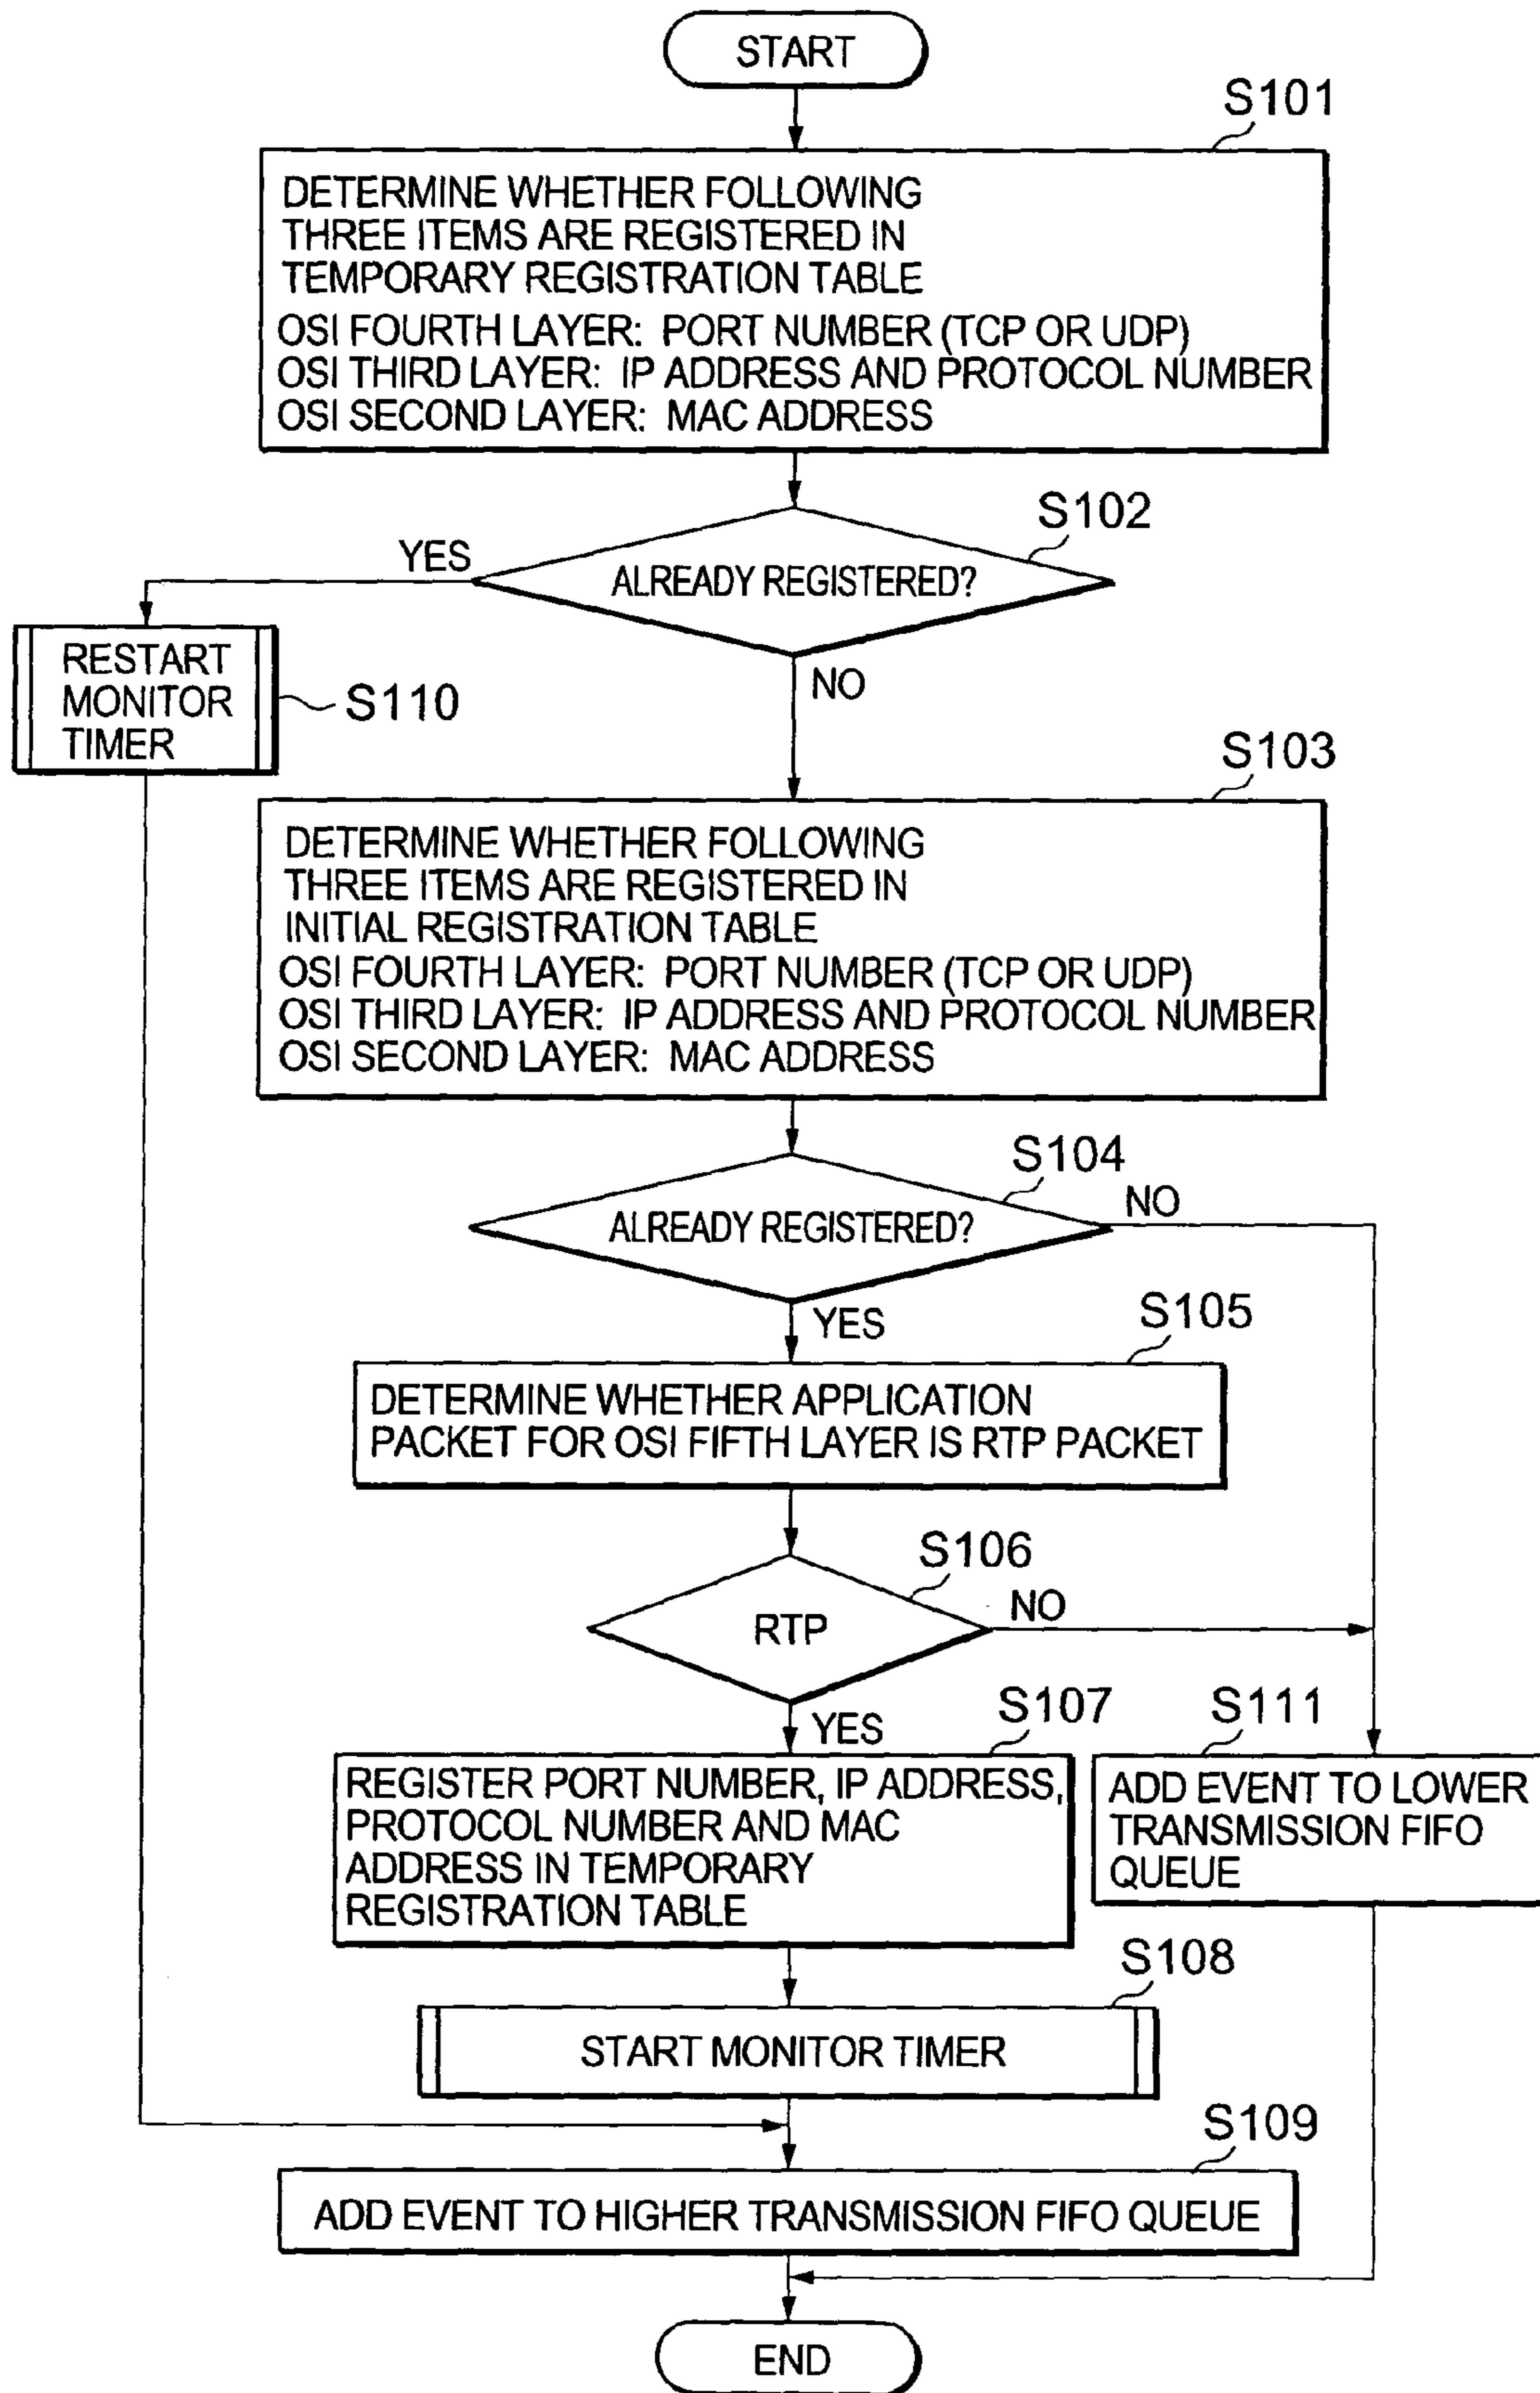 START
S101
DETERMINE WHETHER FOLLOWING
THREE ITEMS ARE REGISTERED IN
TEMPORARY REGISTRATION TABLE
OSI FOURTH LAYER: PORT NUMBER (TCP OR UDP)
OSI THIRD LAYER: IP ADDRESS AND PROTOCOL NUMBER
OSI SECOND LAYER: MAC ADDRESS
S102
YES
ALREADY REGISTERED?
NO
RESTART
MONITOR
TIMER
S110
S103
DETERMINE WHETHER FOLLOWING
THREE ITEMS ARE REGISTERED IN
INITIAL REGISTRATION TABLE
OSI FOURTH LAYER: PORT NUMBER (TCP OR UDP)
OSI THIRD LAYER: IP ADDRESS AND PROTOCOL NUMBER
OSI SECOND LAYER: MAC ADDRESS
S104
NO
ALREADY REGISTERED?
YES
S105
DETERMINE WHETHER APPLICATION
PACKET FOR OSI FIFTH LAYER IS RTP PACKET
S106
NO
RTP
YES
S107
REGISTER PORT NUMBER, IP ADDRESS,
PROTOCOL NUMBER AND MAC
ADDRESS IN TEMPORARY
REGISTRATION TABLE
S111
ADD EVENT TO LOWER
TRANSMISSION FIFO
QUEUE
S108
START MONITOR TIMER
S109
ADD EVENT TO HIGHER TRANSMISSION FIFO QUEUE
END